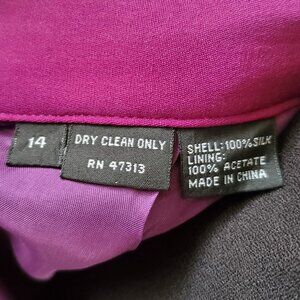 14
DRY CLEAN ONLY
RN 47313
SHELL: 100% SILK
LINING:
100% ACETATE
MADE IN CHINA